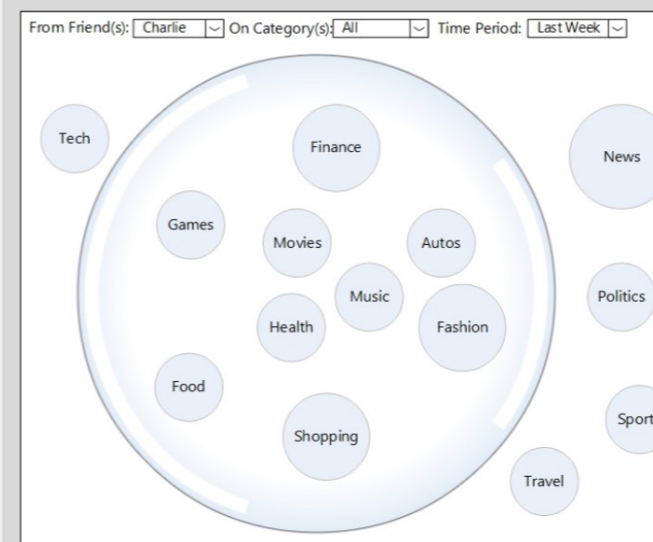 From Friend(s): Charlie On Category(s): All Time Period: Last Week
Tech
Finance
News
Games
Movies
Autos
Music
Politics
Health
Fashion
Food
Shopping
Sport
Travel